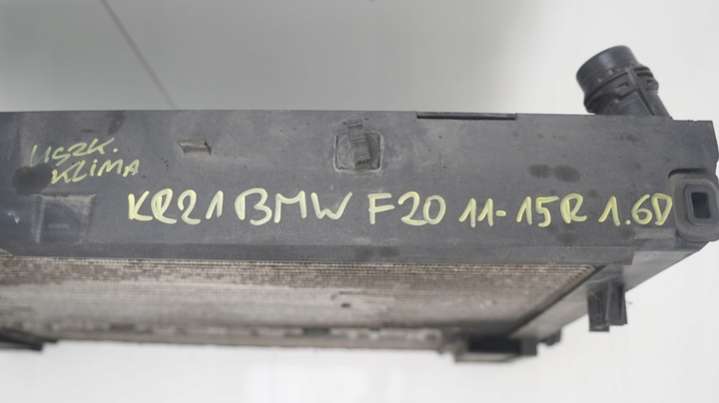 USZK.
KLIMA
KR21 BMW F20 11-15R 1.6D